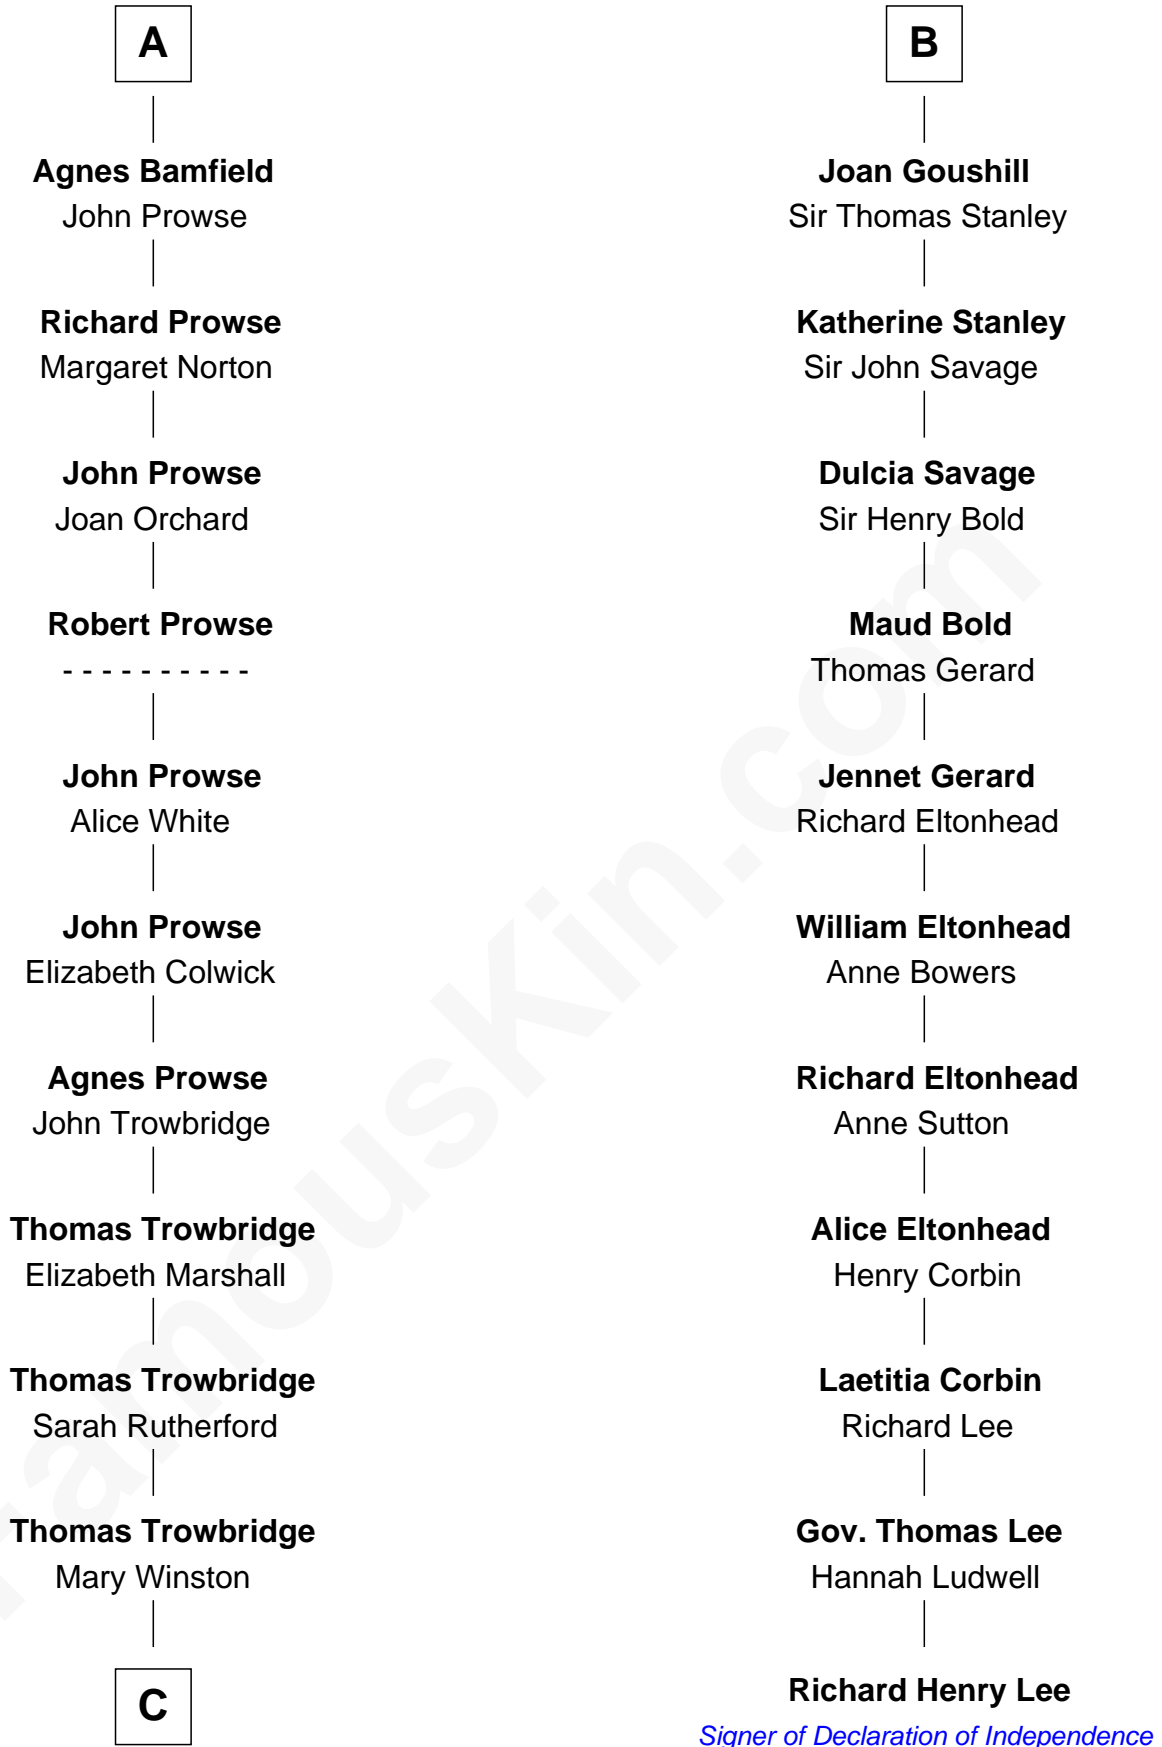 A
Agnes Bamfield
John Prowse
Richard Prowse
Margaret Norton
John Prowse
Joan Orchard
Robert Prowse
- - - - - - - - - -
John Prowse
Alice White
John Prowse
Elizabeth Colwick
Agnes Prowse
John Trowbridge
Thomas Trowbridge
Elizabeth Marshall
Thomas Trowbridge
Sarah Rutherford
Thomas Trowbridge
Mary Winston
C
B
Joan Goushill
Sir Thomas Stanley
Katherine Stanley
Sir John Savage
Dulcia Savage
Sir Henry Bold
Maud Bold
Thomas Gerard
Jennet Gerard
Richard Eltonhead
William Eltonhead
Anne Bowers
Richard Eltonhead
Anne Sutton
Alice Eltonhead
Henry Corbin
Laetitia Corbin
Richard Lee
Gov. Thomas Lee
Hannah Ludwell
Richard Henry Lee
Signer of Declaration of Independence
FamousKin.com